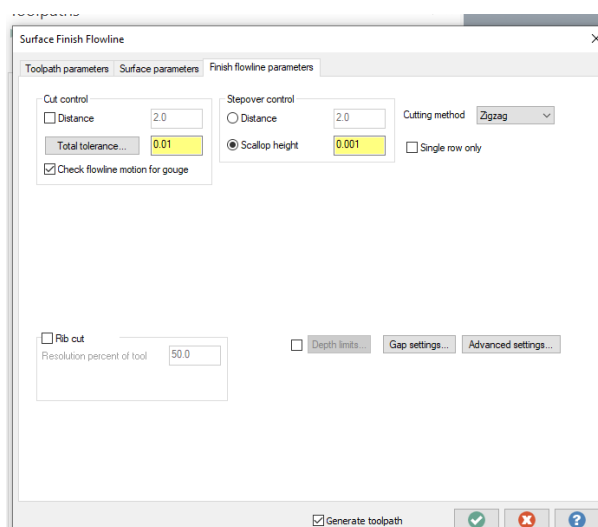 Toolpaths
Surface Finish Flowline
Toolpath parameters Surface parameters Finish flowline parameters
Cut control
Distance 2.0
Total tolerance... 0.01
Check flowline motion for gouge
Stepover control
Distance 2.0
Scallop height 0.001
Cutting method Zigzag
Single row only
Rib cut
Resolution percent of tool 50.0
Depth limits... Gap settings... Advanced settings...
Generate toolpath